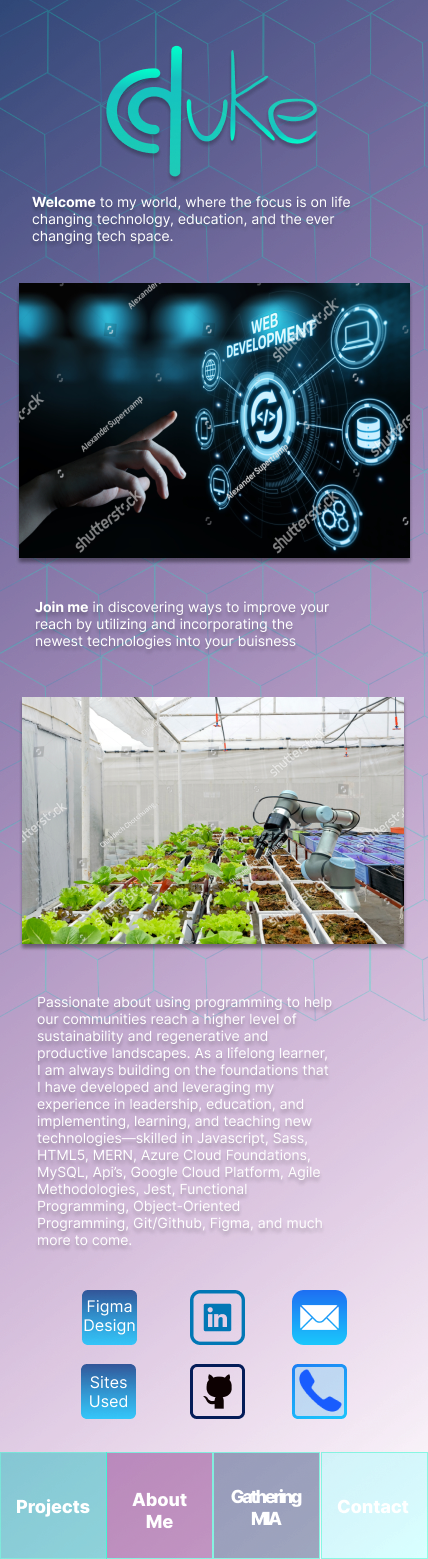 duke
Welcome to my world, where the focus is on life
changing technology, education, and the ever
changing tech space.
WEB
DEVELOPMENT
</>
AlexanderSupertramp
shutterstock
Join me in discovering ways to improve your
reach by utilizing and incorporating the
newest technologies into your buisness
shutterstock
Passionate about using programming to help
our communities reach a higher level of
sustainability and regenerative and
productive landscapes. As a lifelong learner,
I am always building on the foundations that
I have developed and leveraging my
experience in leadership, education, and
implementing, learning, and teaching new
technologies—skilled in Javascript, Sass,
HTML5, MERN, Azure Cloud Foundations,
MySQL, Api's, Google Cloud Platform, Agile
Methodologies, Jest, Functional
Programming, Object-Oriented
Programming, Git/Github, Figma, and much
more to come.
Figma
Design
in
Sites
Used
Projects
About
Me
Gathering
MIA
Contact